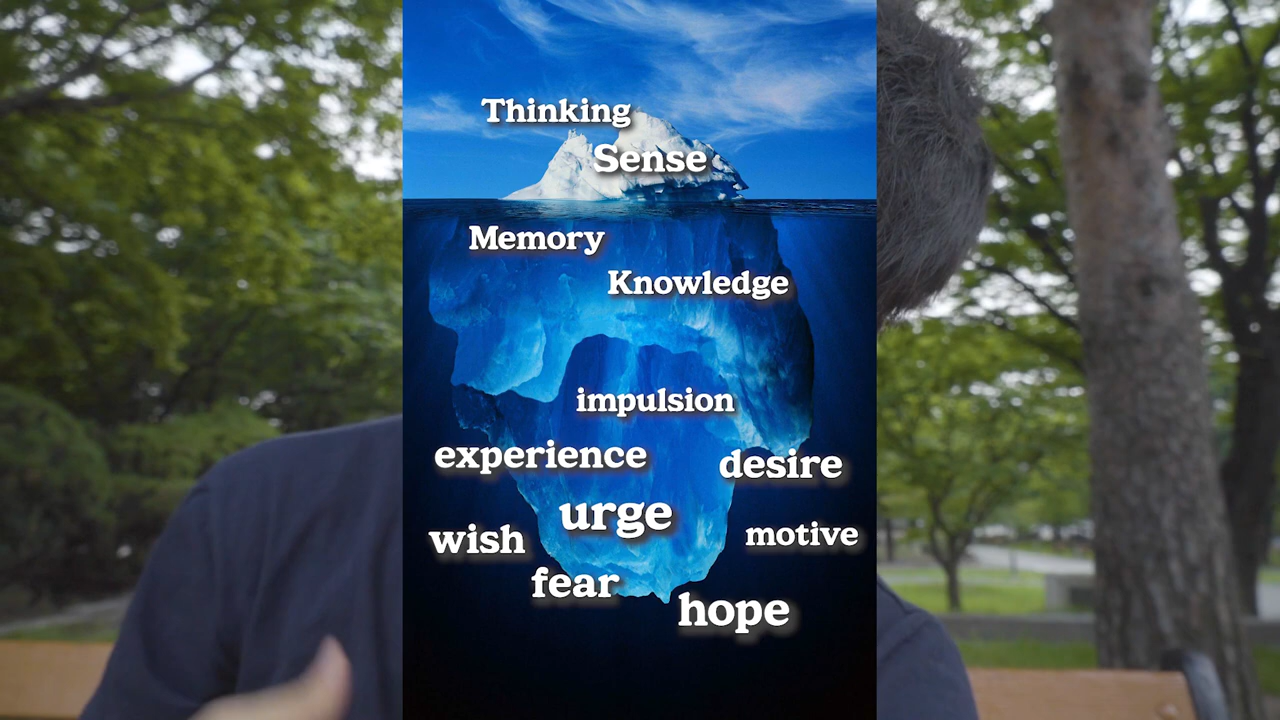 Thinking
Sense
Memory
Knowledge
impulsion
experience
desire
urge
wish
motive
fear
hope